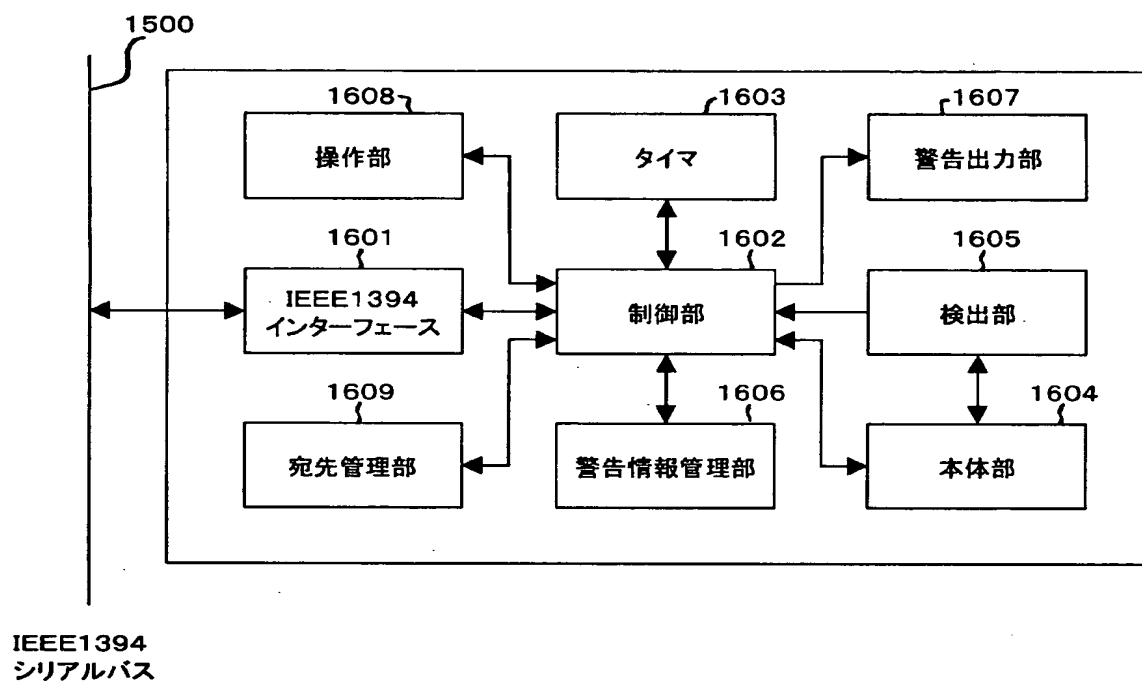 1500
1608
操作部
1603
タイマ
1607
警告出力部
1601
IEEE1394
インターフェース
1602
制御部
1605
検出部
1609
宛先管理部
1606
警告情報管理部
1604
本体部
IEEE1394
シリアルバス